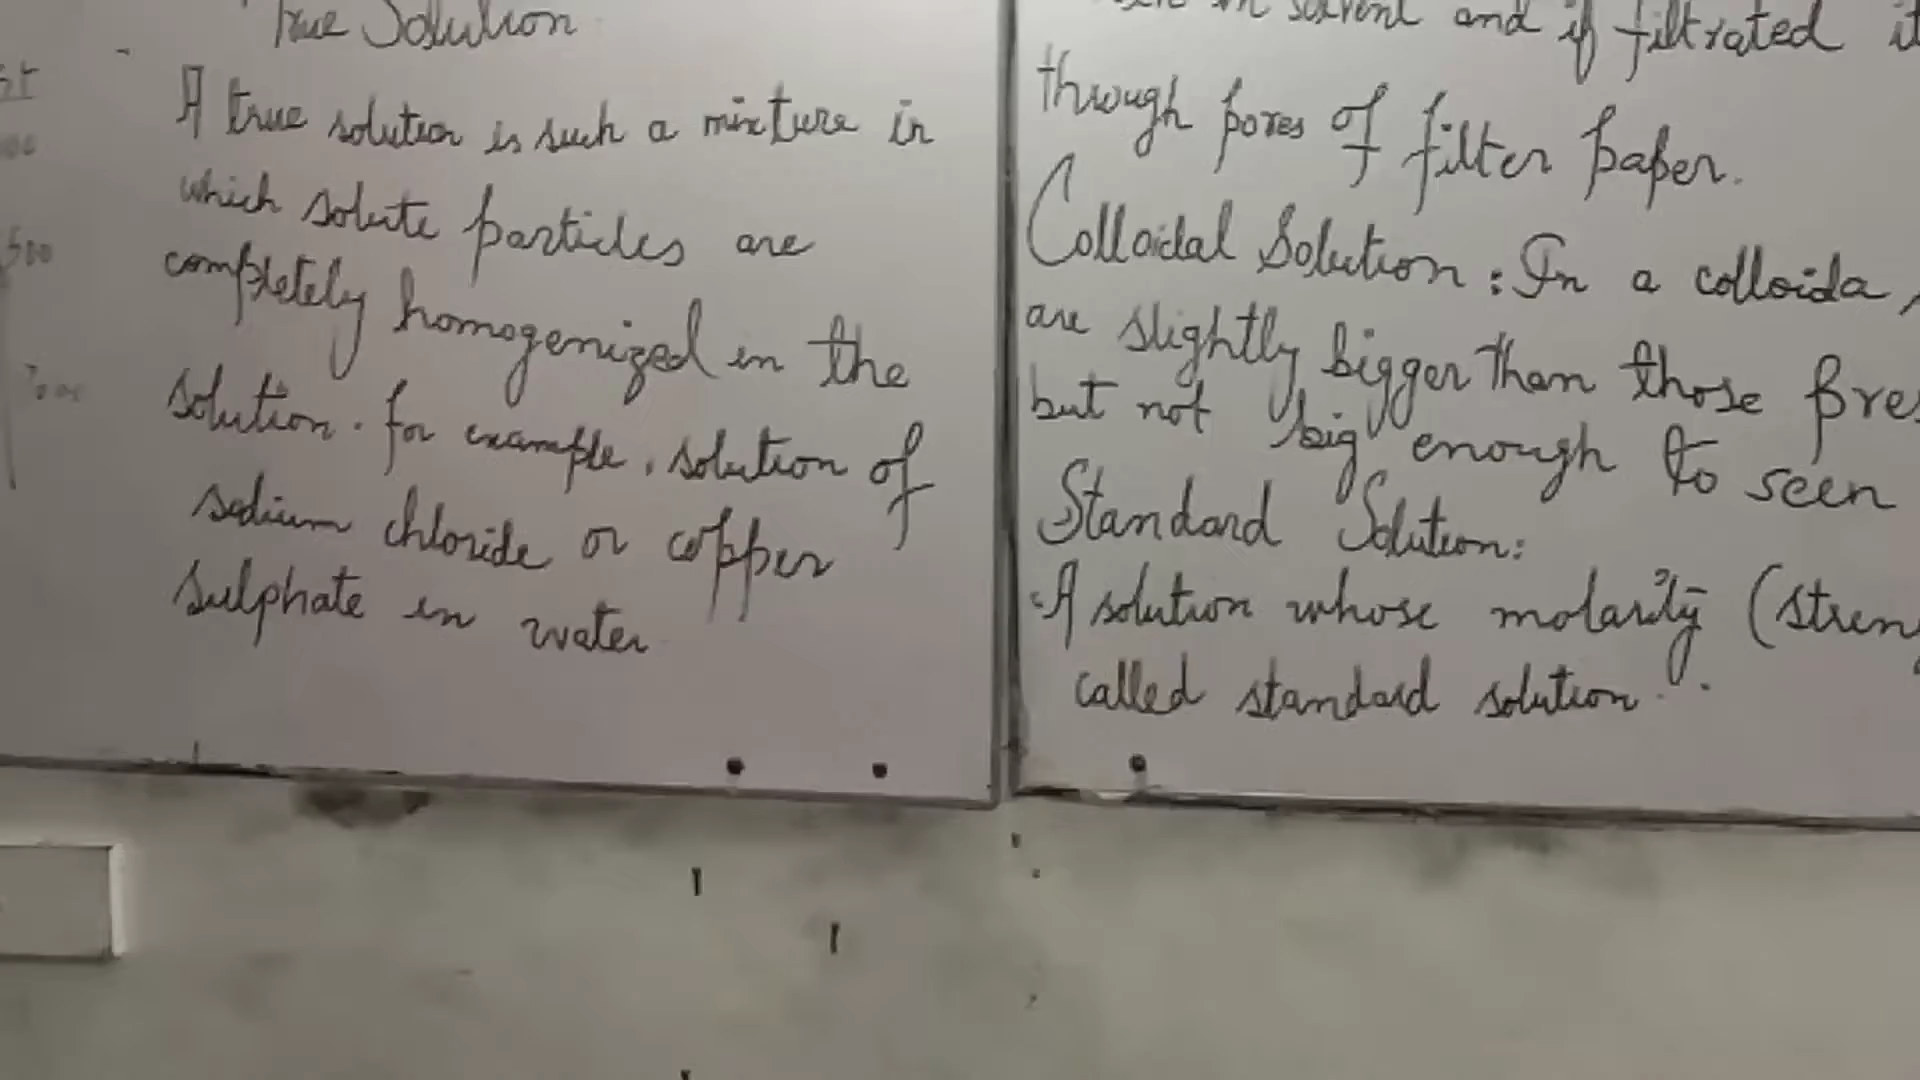 True Solution
A true solution is such a mixture in
which solute particles are
completely homogenized in the
solution. for example, solution of
sodium chloride or copper
sulphate in water
500
in solvent and if filtrated it
through pores of filter paper.
Colloidal Solution: In a colloida
are slightly bigger than those pre
but not big enough to seen
Standard Solution:
A solution whose molarity (stren
called standard solution.